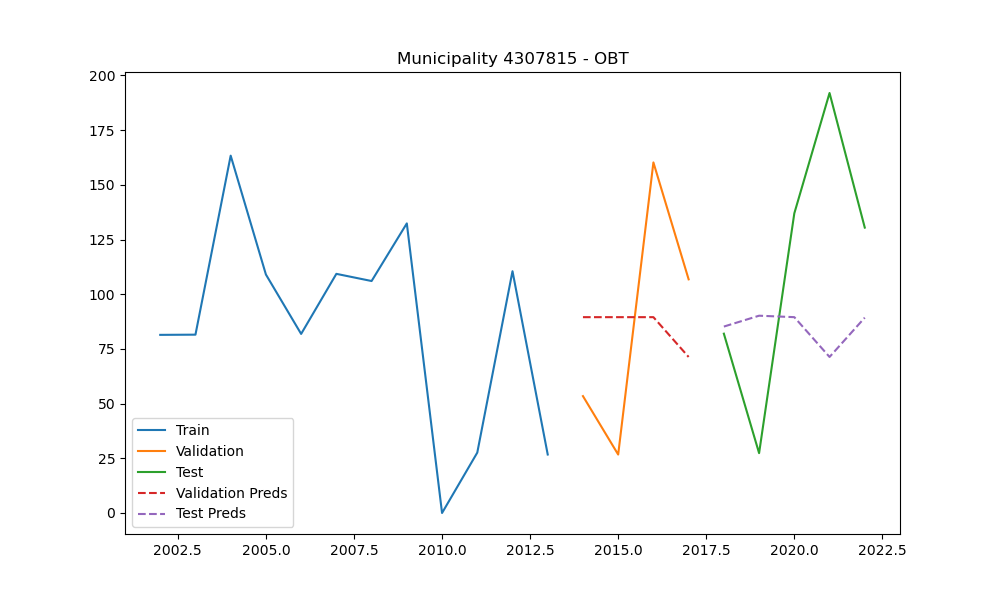 Municipality 4307815 - OBT
200
175
150
125
100
75
50
25
0
Train
Validation
Test
Validation Preds
Test Preds
2002.5 2005.0 2007.5 2010.0 2012.5 2015.0 2017.5 2020.0 2022.5